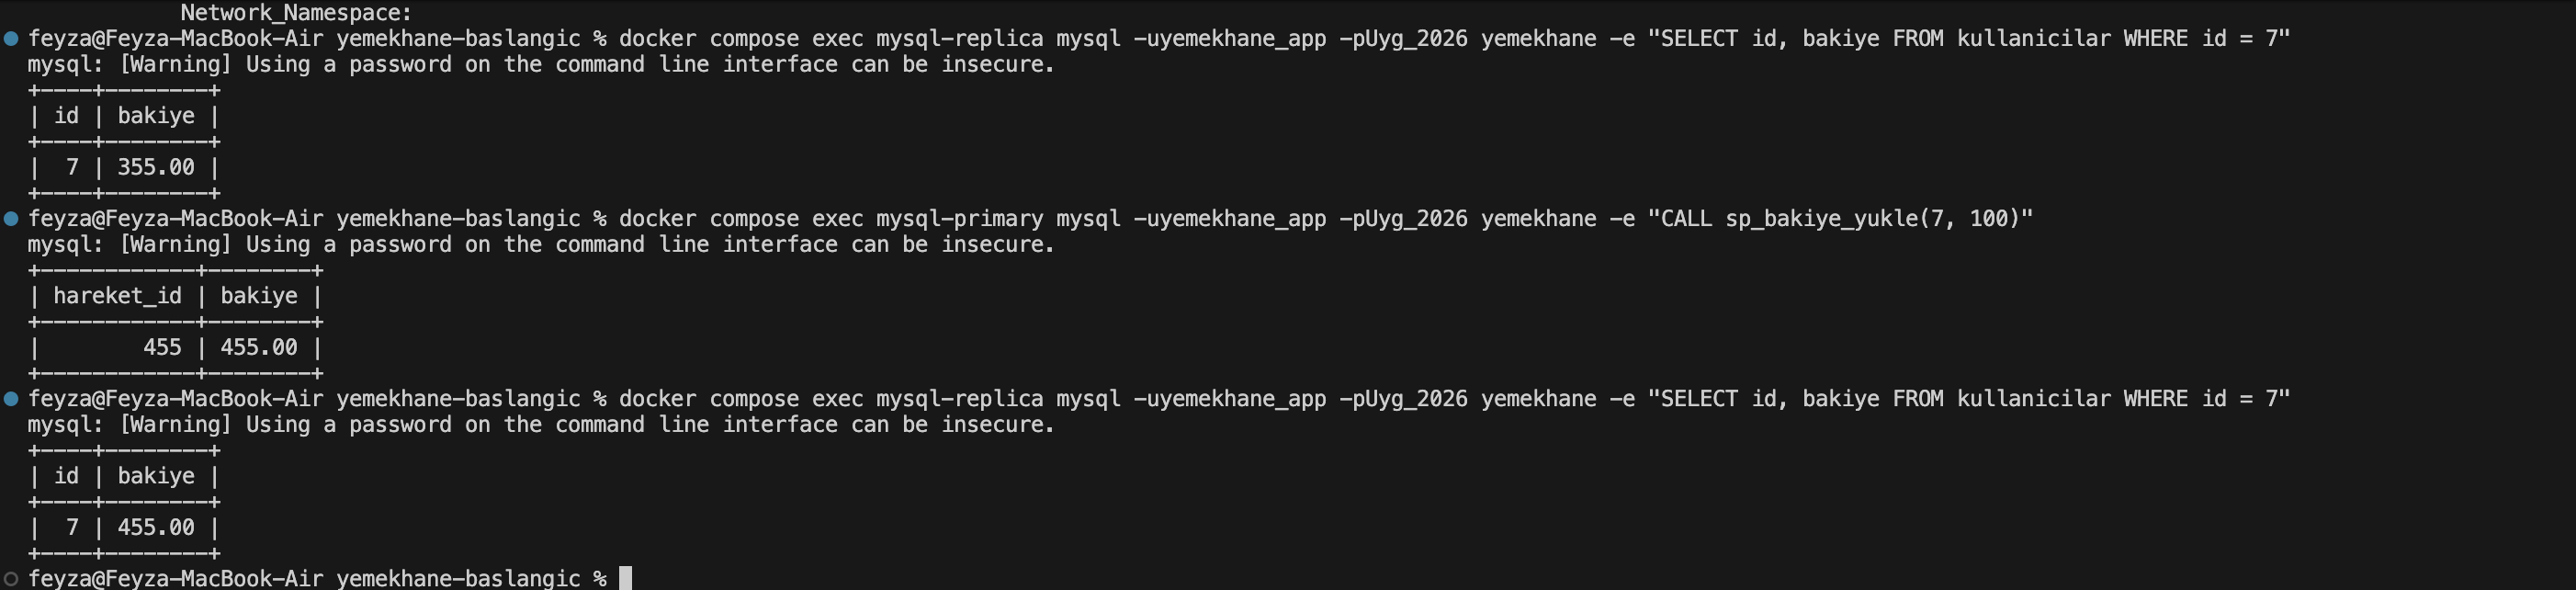 Network_Namespace:
feyza@Feyza-MacBook-Air yemekhane-baslangic % docker compose exec mysql-replica mysql -uyemekhane_app -pUyg_2026 yemekhane -e "SELECT id, bakiye FROM kullanicilar WHERE id = 7"
mysql: [Warning] Using a password on the command line interface can be insecure.
+----+--------+
| id | bakiye |
+----+--------+
|  7 | 355.00 |
+----+--------+
feyza@Feyza-MacBook-Air yemekhane-baslangic % docker compose exec mysql-primary mysql -uyemekhane_app -pUyg_2026 yemekhane -e "CALL sp_bakiye_yukle(7, 100)"
mysql: [Warning] Using a password on the command line interface can be insecure.
+------------+--------+
| hareket_id | bakiye |
+------------+--------+
|        455 | 455.00 |
+------------+--------+
feyza@Feyza-MacBook-Air yemekhane-baslangic % docker compose exec mysql-replica mysql -uyemekhane_app -pUyg_2026 yemekhane -e "SELECT id, bakiye FROM kullanicilar WHERE id = 7"
mysql: [Warning] Using a password on the command line interface can be insecure.
+----+--------+
| id | bakiye |
+----+--------+
|  7 | 455.00 |
+----+--------+
feyza@Feyza-MacBook-Air yemekhane-baslangic %